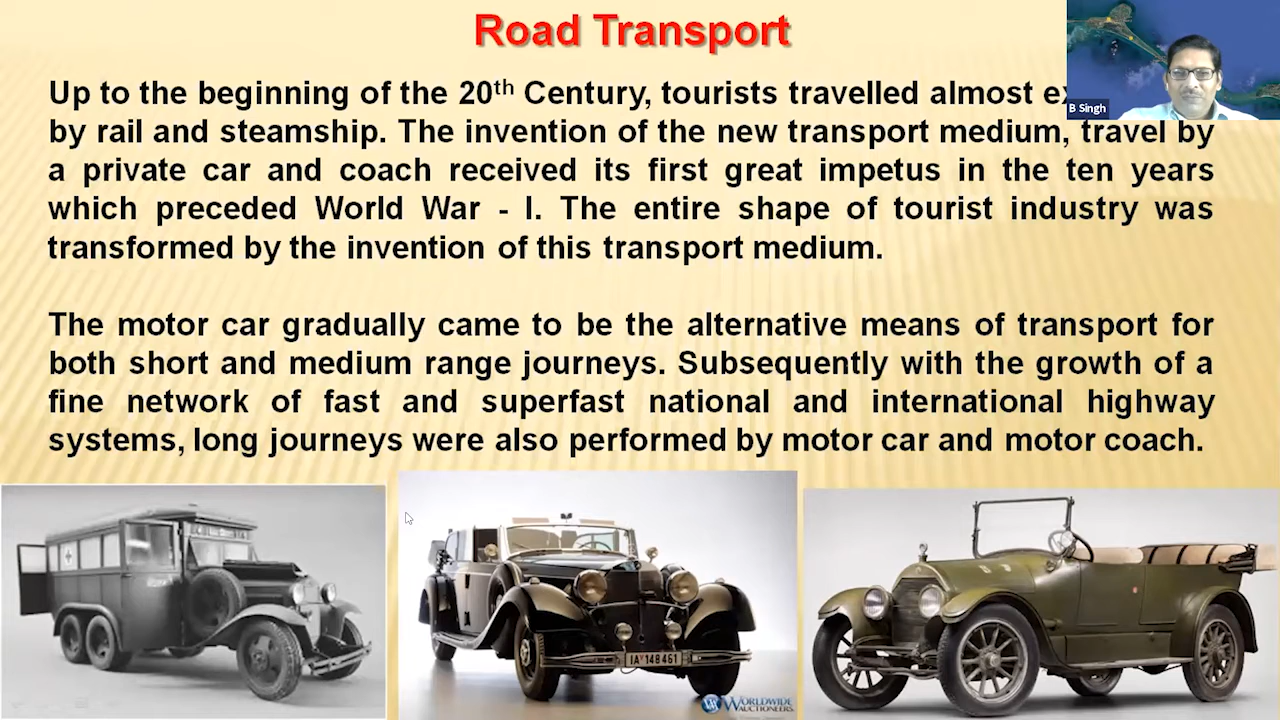 Road Transport
B Singh
Up to the beginning of the 20th Century, tourists travelled almost
by rail and steamship. The invention of the new transport medium, travel by
a private car and coach received its first great impetus in the ten years
which preceded World War - I. The entire shape of tourist industry was
transformed by the invention of this transport medium.
The motor car gradually came to be the alternative means of transport for
both short and medium range journeys. Subsequently with the growth of a
fine network of fast and superfast national and international highway
systems, long journeys were also performed by motor car and motor coach.
IA 148461
WORLDWIDE
AUCTIONEERS